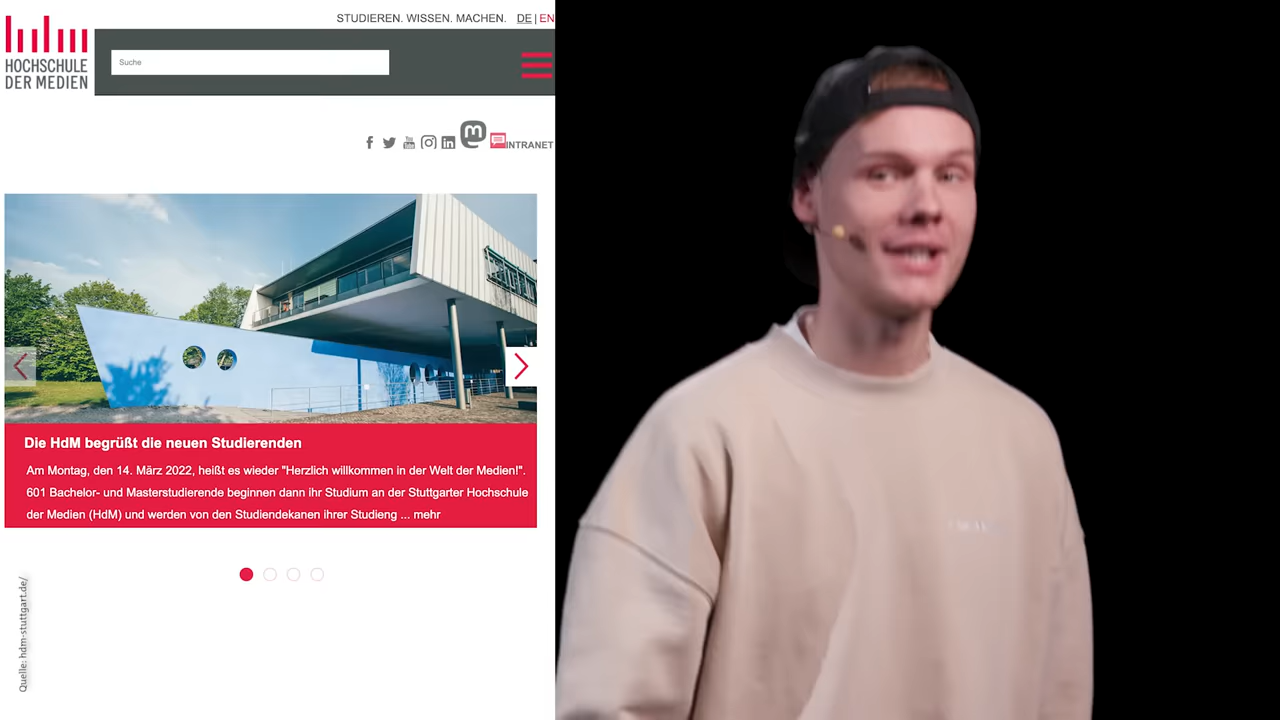 STUDIEREN. WISSEN. MACHEN. DE | EN
HOCHSCHULE
DER MEDIEN
Suche
INTRANET
Die HdM begrüßt die neuen Studierenden
Am Montag, den 14. März 2022, heißt es wieder "Herzlich willkommen in der Welt der Medien!".
601 Bachelor- und Masterstudierende beginnen dann ihr Studium an der Stuttgarter Hochschule
der Medien (HdM) und werden von den Studiendekanen ihrer Studieng ... mehr
Quelle: hdm-stuttgart.de/